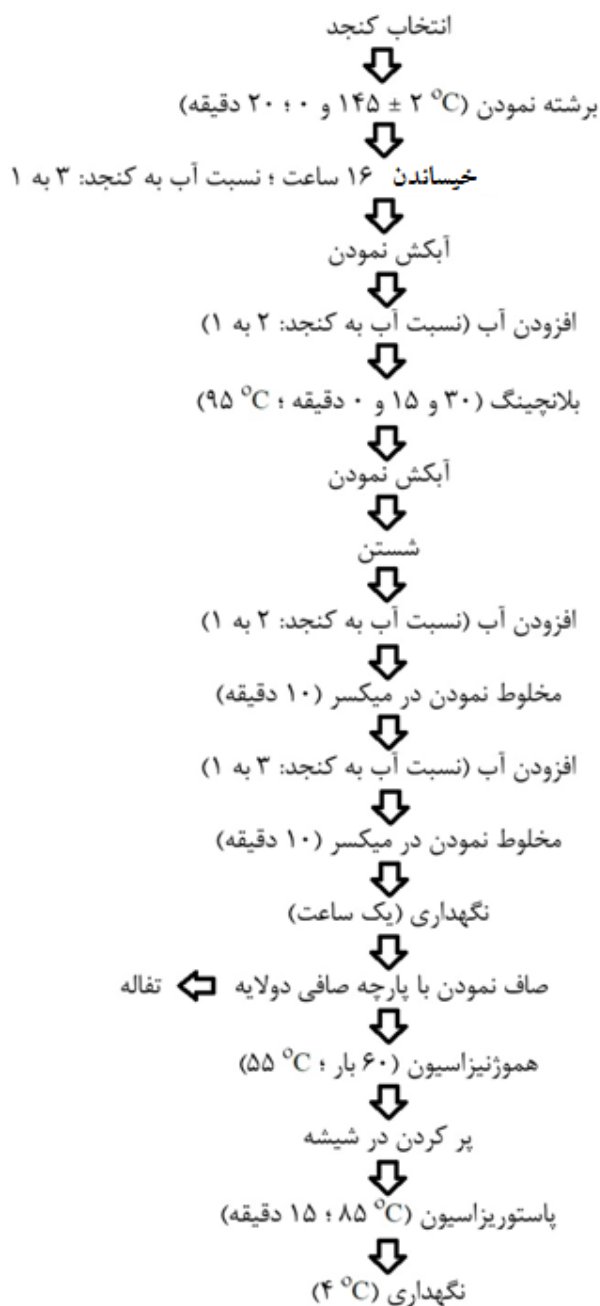 انتخاب کنجد
برشته نمودن (۱۴۵ ± ۲ °C و ۰ ؛ ۲۰ دقیقه)
خیساندن ۱۶ ساعت ؛ نسبت آب به کنجد: ۳ به ۱
آبکش نمودن
افزودن آب (نسبت آب به کنجد: ۲ به ۱)
بلانچینگ (۳۰ و ۱۵ و ۰ دقیقه ؛ ۹۵ °C)
آبکش نمودن
شستن
افزودن آب (نسبت آب به کنجد: ۲ به ۱)
مخلوط نمودن در میکسر (۱۰ دقیقه)
افزودن آب (نسبت آب به کنجد: ۳ به ۱)
مخلوط نمودن در میکسر (۱۰ دقیقه)
نگهداری (یک ساعت)
صاف نمودن با پارچه صافی دولایه تفاله
هموژنیزاسیون (۶۰ بار ؛ ۵۵ °C)
پر کردن در شیشه
پاستوریزاسیون (۸۵ °C ؛ ۱۵ دقیقه)
نگهداری (۴ °C)